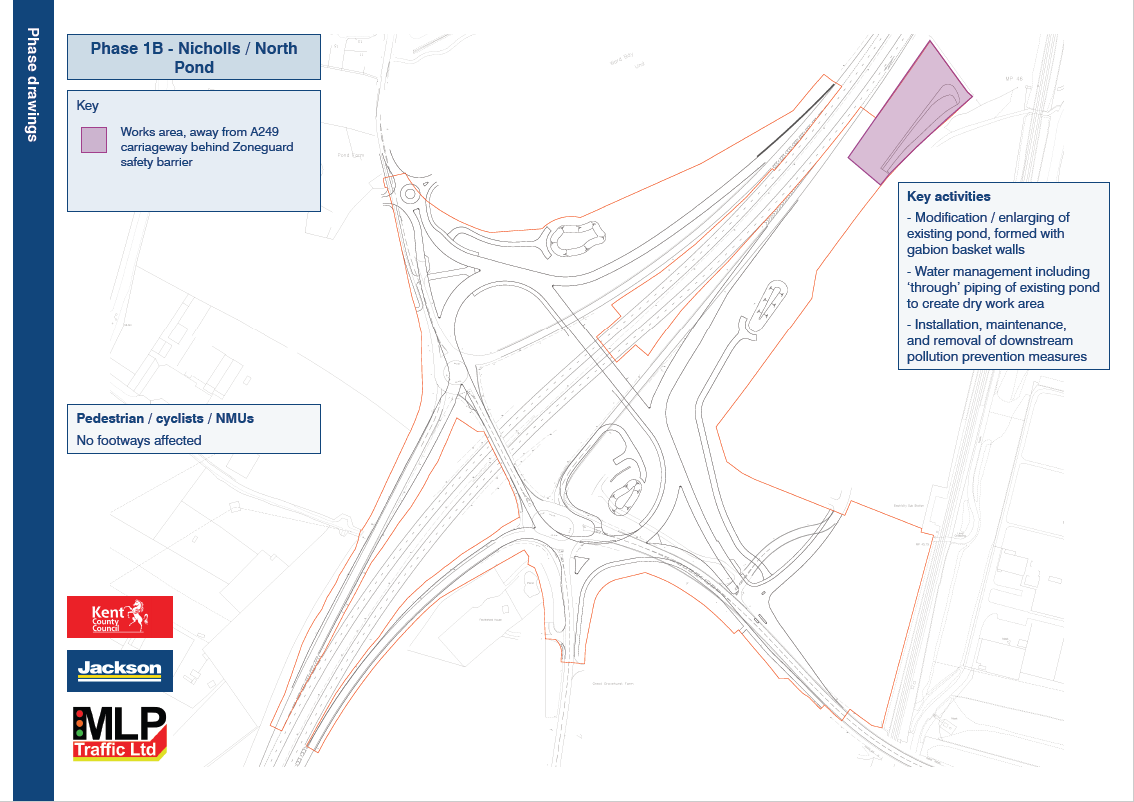 Phase drawings
Phase 1B - Nicholls / North
Pond
Key
Works area, away from A249
carriageway behind Zoneguard
safety barrier
Key activities
- Modification / enlarging of
existing pond, formed with
gabion basket walls
- Water management including
‘through’ piping of existing pond
to create dry work area
- Installation, maintenance,
and removal of downstream
pollution prevention measures
Pedestrian / cyclists / NMUs
No footways affected
Kent
County
Council
Jackson
MLP
Traffic Ltd